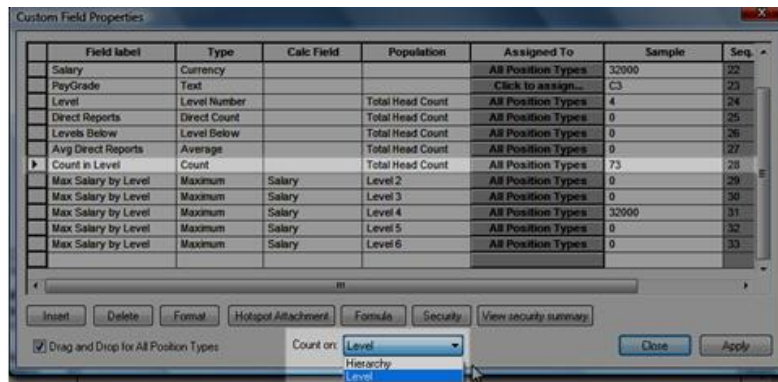 Custom Field Properties
Field label Type Calc Field Population Assigned To Sample Seq.
Salary Currency All Position Types 32000 22
PayGrade Text Click to assign... C3 23
Level Level Number Total Head Count All Position Types 4 24
Direct Reports Direct Count Total Head Count All Position Types 0 25
Levels Below Level Below Total Head Count All Position Types 0 26
Avg Direct Reports Average Total Head Count All Position Types 0 27
Count in Level Count Total Head Count All Position Types 73 28
Max Salary by Level Maximum Salary Level 2 All Position Types 0 29
Max Salary by Level Maximum Salary Level 3 All Position Types 0 30
Max Salary by Level Maximum Salary Level 4 All Position Types 32000 31
Max Salary by Level Maximum Salary Level 5 All Position Types 0 32
Max Salary by Level Maximum Salary Level 6 All Position Types 0 33
Insert Delete Format Hotspot Attachment Formula Security View security summary
Drag and Drop for All Position Types Count on: Level Close Apply
Hierarchy
Level